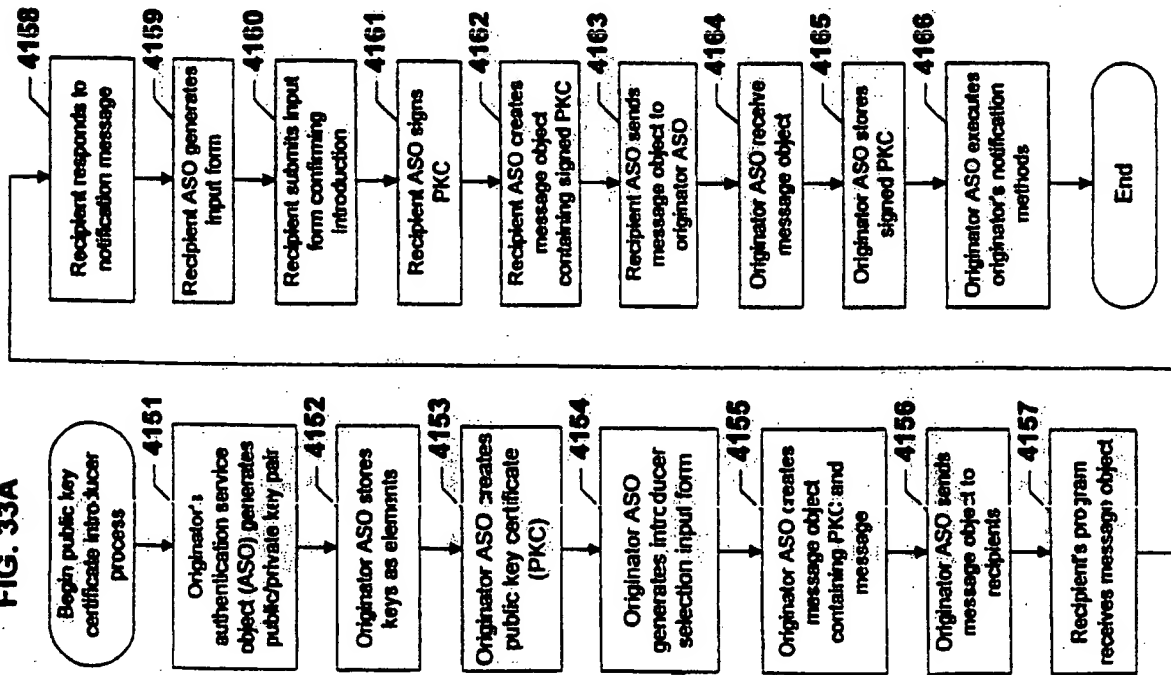 FIG. 33A
Begin public key
certificate introducer
process
4151
Originator's
authentication service
object (ASO) generates
public/private key pair
4152
Originator ASO stores
keys as elements
4153
Originator ASO creates
public key certificate
(PKC)
4154
Originator ASO
generates introducer
selection input form
4155
Originator ASO creates
message object
containing PKC and
message
4156
Originator ASO sends
message object to
recipients
4157
Recipient's program
receives message object
4158
Recipient responds to
notification message
4159
Recipient ASO generates
input form
4160
Recipient submits input
form confirming
introduction
4161
Recipient ASO signs
PKC
4162
Recipient ASO creates
message object
containing signed PKC
4163
Recipient ASO sends
message object to
originator ASO
4164
Originator ASO receive
message object
4165
Originator ASO stores
signed PKC
4166
Originator ASO executes
originator's notification
methods
End